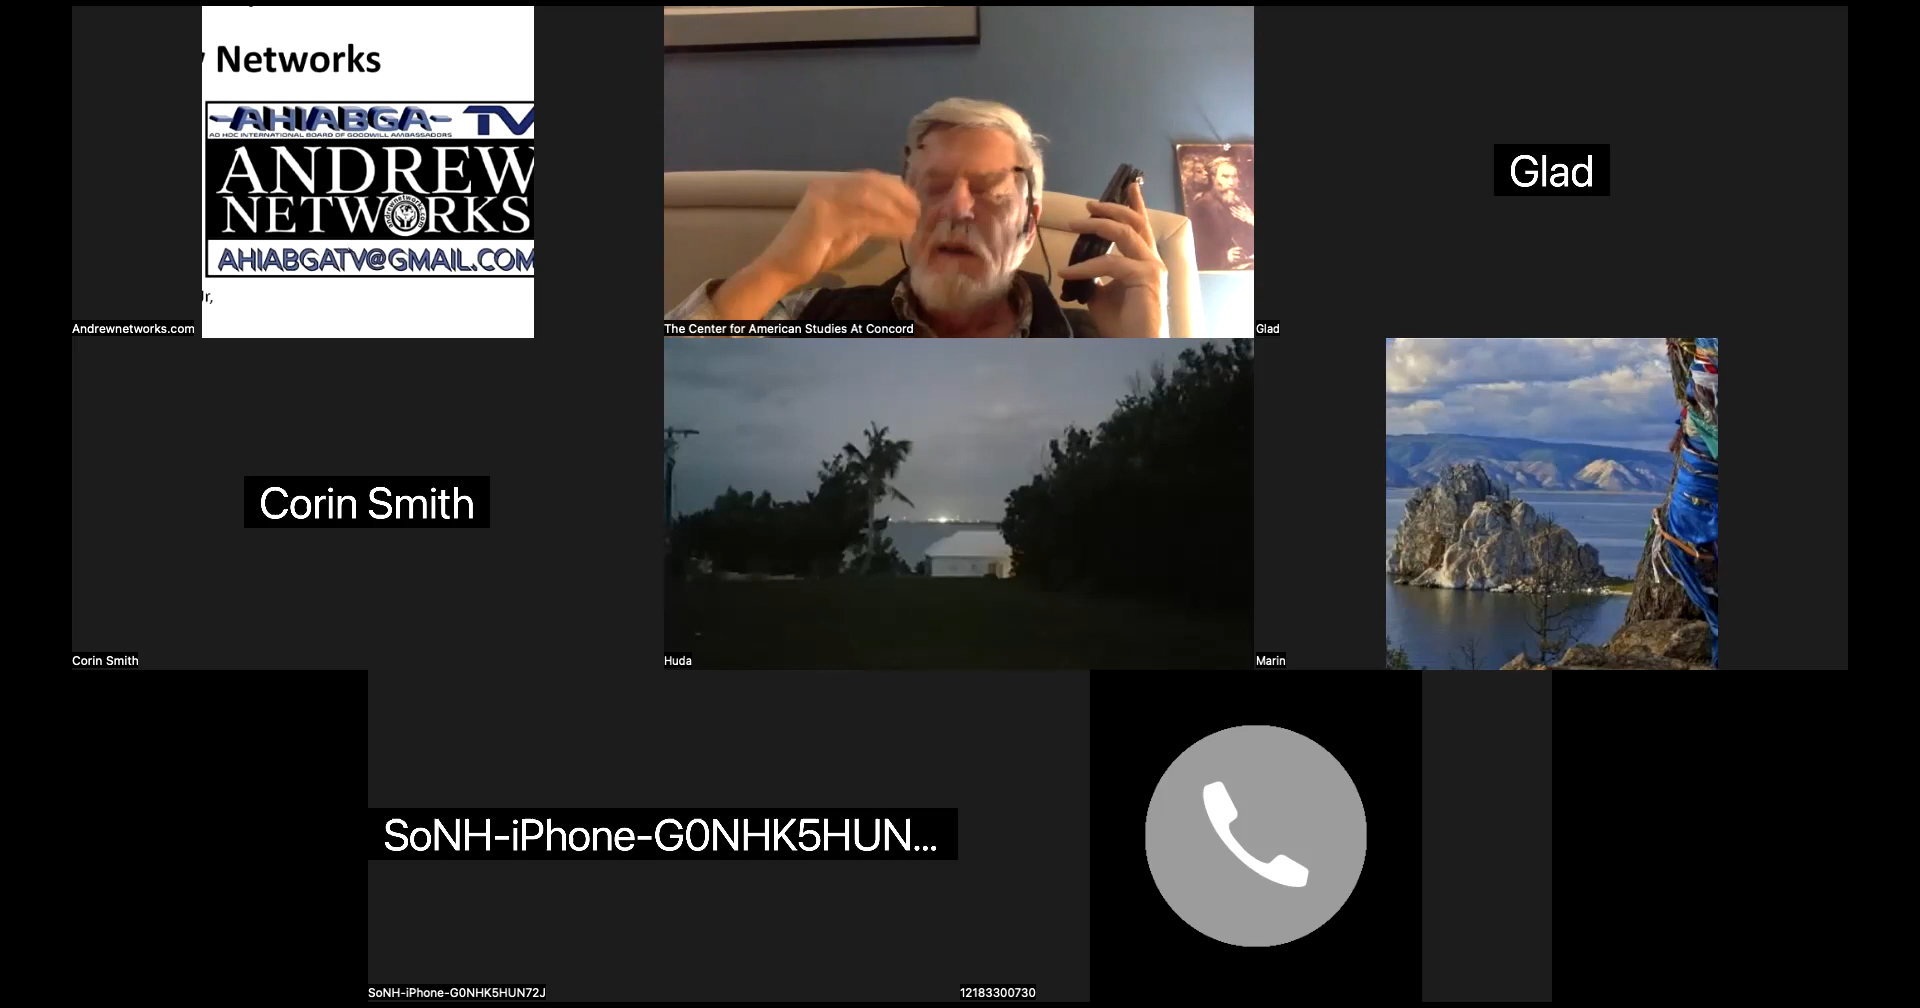 Networks
-AHIABGA- TV
AD HOC INTERNATIONAL BOARD OF GOODWILL AMBASSADORS
ANDREW
NETWORKS
AHIABGATV@GMAIL.COM
Jr,
Andrewnetworks.com
The Center for American Studies At Concord
Glad
Glad
Corin Smith
Corin Smith
Huda
Marin
SoNH-iPhone-G0NHK5HUN...
SoNH-iPhone-G0NHK5HUN72J
12183300730